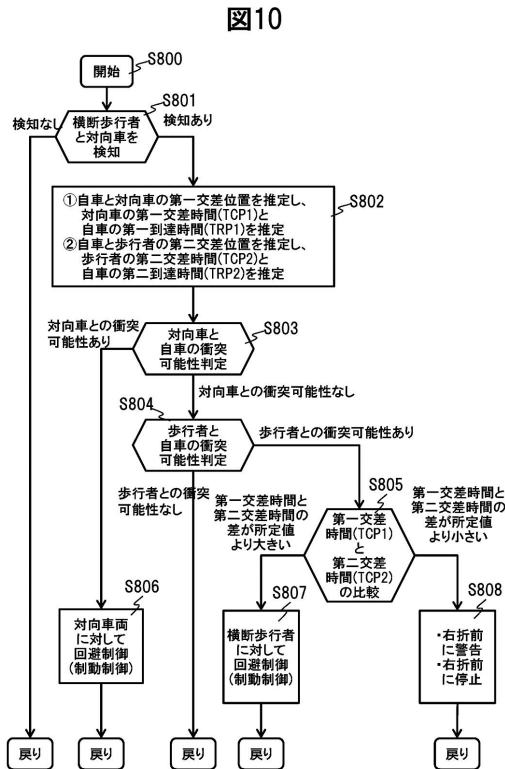 図10
開始
S800
S801
検知なし
横断歩行者
と対向車を
検知
検知あり
①自車と対向車の第一交差位置を推定し、
対向車の第一交差時間(TCP1)と
自車の第一到達時間(TRP1)を推定
②自車と歩行者の第二交差位置を推定し、
歩行者の第二交差時間(TCP2)と
自車の第二到達時間(TRP2)を推定
S802
対向車との衝突
可能性あり
対向車と
自車の衝突
可能性判定
S803
対向車との衝突可能性なし
S804
歩行者と
自車の衝突
可能性判定
歩行者との衝突可能性あり
歩行者との衝突
可能性なし
S805
第一交差時間と
第二交差時間の
差が所定値
より大きい
第一交差
時間(TCP1)
と
第二交差
時間(TCP2)
の比較
第一交差時間と
第二交差時間の
差が所定値
より小さい
S806
対向車両
に対して
回避制御
(制動制御)
S807
横断歩行者
に対して
回避制御
(制動制御)
S808
・右折前
に警告
・右折前
に停止
戻り
戻り
戻り
戻り
戻り